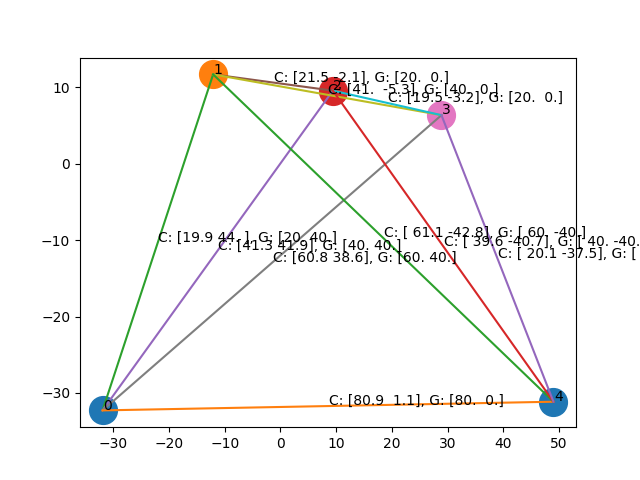 1
C: [21.5 -2.1], G: [20. 0.]
2
C: [41. -5.3], G: [40. 0.]
C: [19.5 -3.2], G: [20. 0.]
3
10
0
−10
−20
−30
C: [19.9 44. ], G: [20. 40.]
C: [41.3 41.9], G: [40. 40.]
C: [60.8 38.6], G: [60. 40.]
C: [ 61.1 -42.8], G: [ 60. -40.]
C: [ 39.6 -40.7], G: [ 40. -40.
C: [ 20.1 -37.5], G: [
0
C: [80.9 1.1], G: [80. 0.]
4
−30
−20
−10
0
10
20
30
40
50